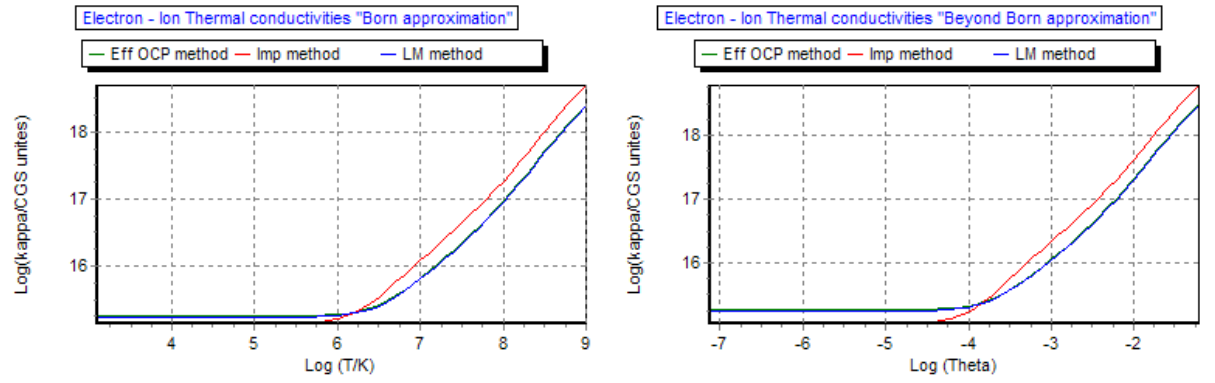 Electron - Ion Thermal conductivities "Born approximation"
Eff OCP method Imp method LM method
Log(kappa/CGS unites)
18
17
16
4 5 6 7 8 9
Log (T/K)
Electron - Ion Thermal conductivities "Beyond Born approximation"
Eff OCP method Imp method LM method
Log(kappa/CGS unites)
18
17
16
-7 -6 -5 -4 -3 -2
Log (Theta)